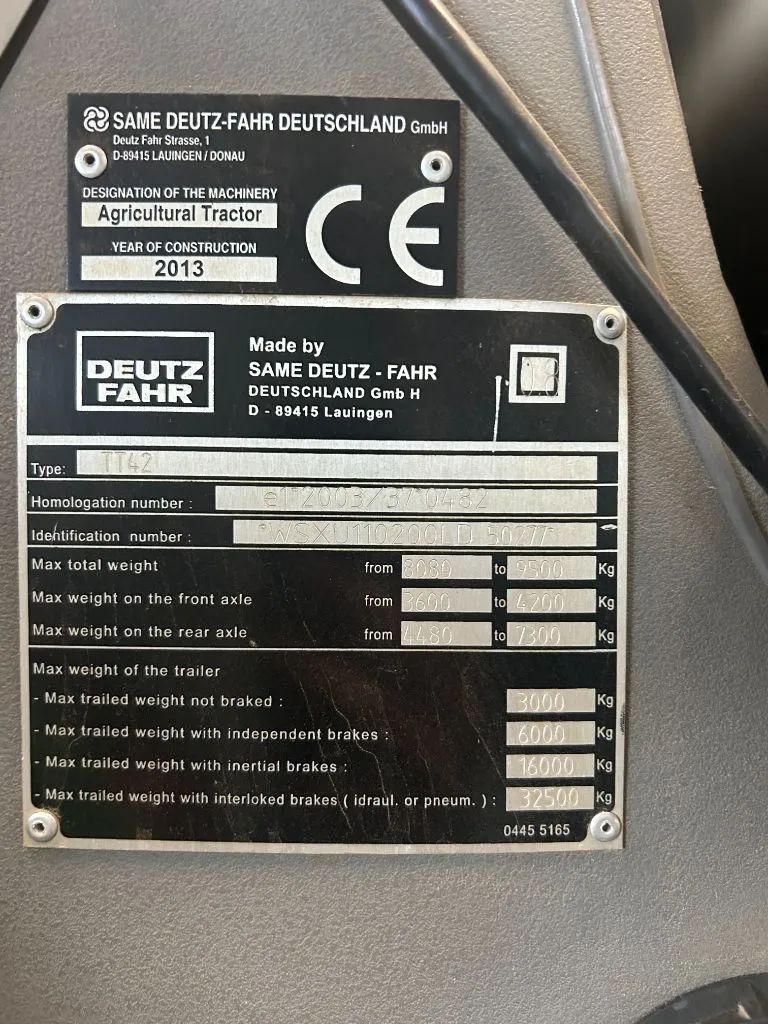 SAME DEUTZ-FAHR DEUTSCHLAND GmbH
Deutz Fahr Strasse, 1
D-89415 LAUINGEN / DONAU
DESIGNATION OF THE MACHINERY
Agricultural Tractor
YEAR OF CONSTRUCTION
2013
CE
DEUTZ
FAHR
Made by
SAME DEUTZ - FAHR
DEUTSCHLAND Gmb H
D - 89415 Lauingen
Type: TT42
Homologation number : e1*2003/37*0482
Identification number : *WSXU110200LD 50277*
Max total weight from 8080 to 9500 Kg
Max weight on the front axle from 3600 to 4200 Kg
Max weight on the rear axle from 4480 to 7300 Kg
Max weight of the trailer
- Max trailed weight not braked : 3000 Kg
- Max trailed weight with independent brakes : 6000 Kg
- Max trailed weight with inertial brakes : 16000 Kg
- Max trailed weight with interloked brakes ( idraul. or pneum. ) : 32500 Kg
0445 5165